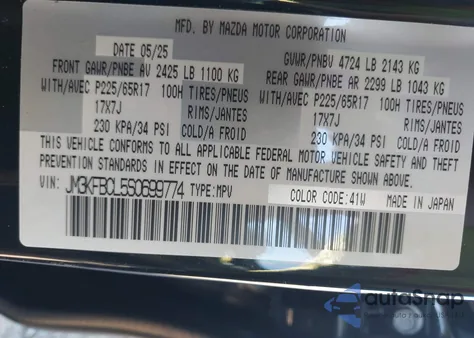 MFD. BY MAZDA MOTOR CORPORATION
DATE 05/25 GVWR/PNBV 4724 LB 2143 KG
FRONT GAWR/PNBE AV 2425 LB 1100 KG REAR GAWR/PNBE AR 2299 LB 1043 KG
WITH/AVEC P225/65R17 100H TIRES/PNEUS WITH/AVEC P225/65R17 100H TIRES/PNEUS
17X7J RIMS/JANTES 17X7J RIMS/JANTES
230 KPA/34 PSI COLD/A FROID 230 KPA/34 PSI COLD/A FROID
THIS VEHICLE CONFORMS TO ALL APPLICABLE FEDERAL MOTOR VEHICLE SAFETY AND THEFT
PREVENTION STANDARDS IN EFFECT ON THE DATE OF MANUFACTURE SHOWN ABOVE.
VIN: JM3KFBCL5S0699774 TYPE:MPV COLOR CODE:41W MADE IN JAPAN
autoSnap